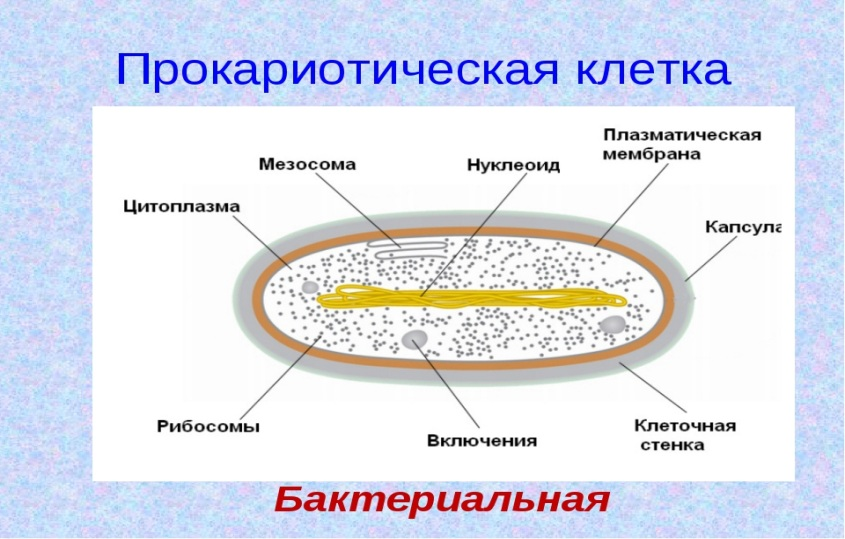 Прокариотическая клетка
Плазматическая
мембрана
Мезосома
Нуклеоид
Цитоплазма
Капсула
Рибосомы
Включения
Клеточная
стенка
Бактериальная